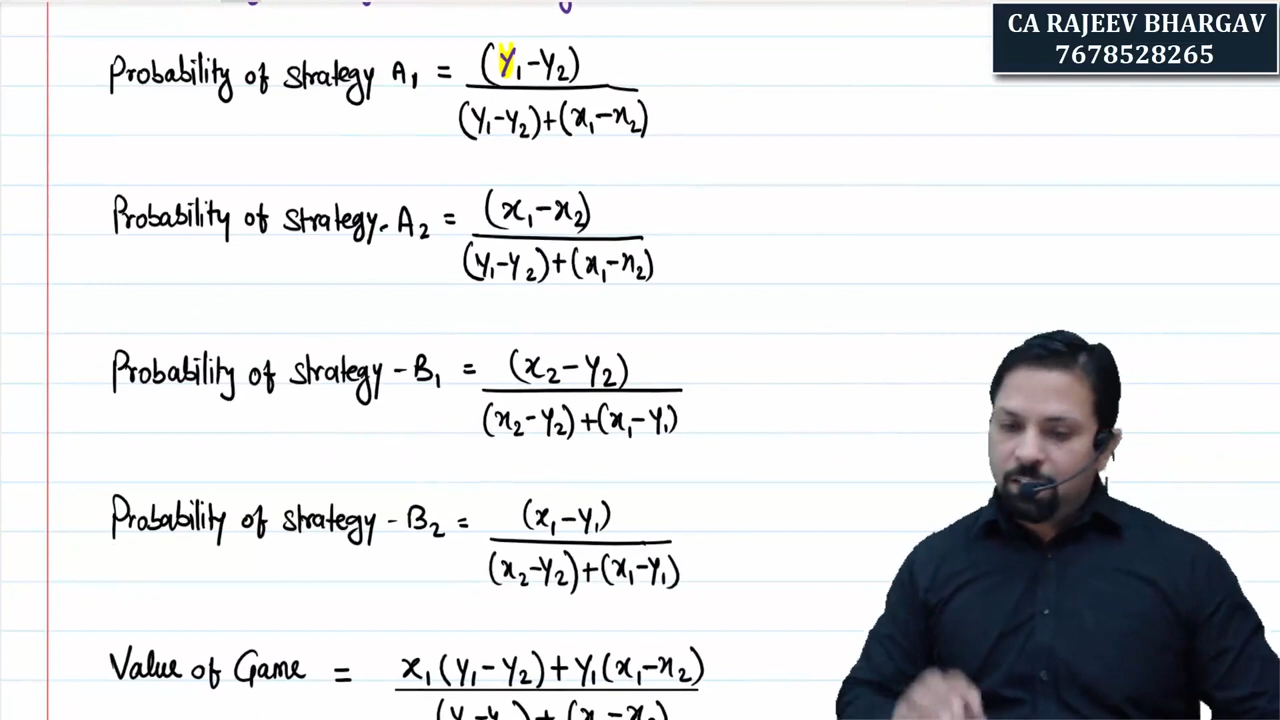 CA RAJEEV BHARGAV
7678528265
Probability of strategy A₁ = (Y₁-Y₂)
(Y₁-Y₂)+(x₁-x₂)
Probability of strategy- A₂ = (x₁-x₂)
(Y₁-Y₂)+(x₁-x₂)
Probability of strategy-B₁ = (x₂-Y₂)
(x₂-Y₂)+(x₁-Y₁)
Probability of strategy-B₂ = (x₁-Y₁)
(x₂-Y₂)+(x₁-Y₁)
Value of Game = x₁(Y₁-Y₂)+Y₁(x₁-x₂)